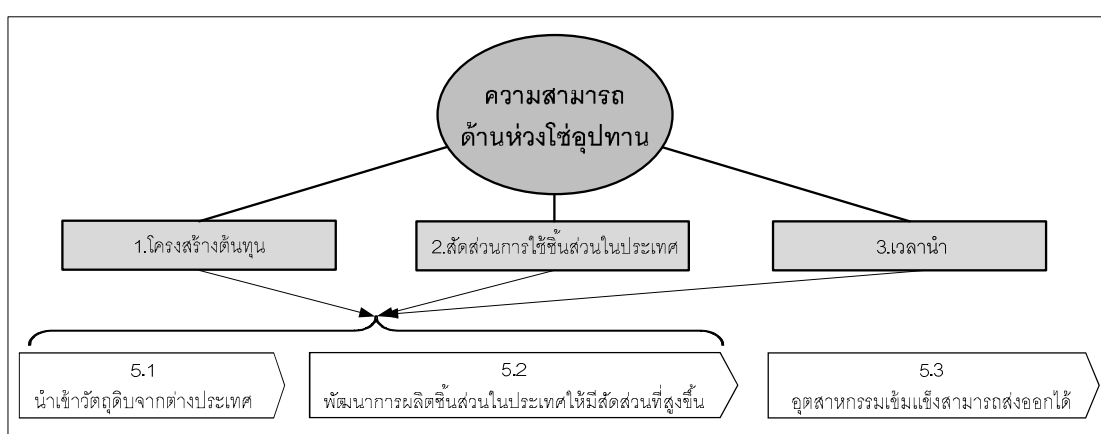 ความสามารถ
ด้านห่วงโซ่อุปทาน
1.โครงสร้างต้นทุน
2.สัดส่วนการใช้ชิ้นส่วนในประเทศ
3.เวลานำ
5.1
นำเข้าวัตถุดิบจากต่างประเทศ
5.2
พัฒนาการผลิตชิ้นส่วนในประเทศให้มีสัดส่วนที่สูงขึ้น
5.3
อุตสาหกรรมเข้มแข็งสามารถส่งออกได้